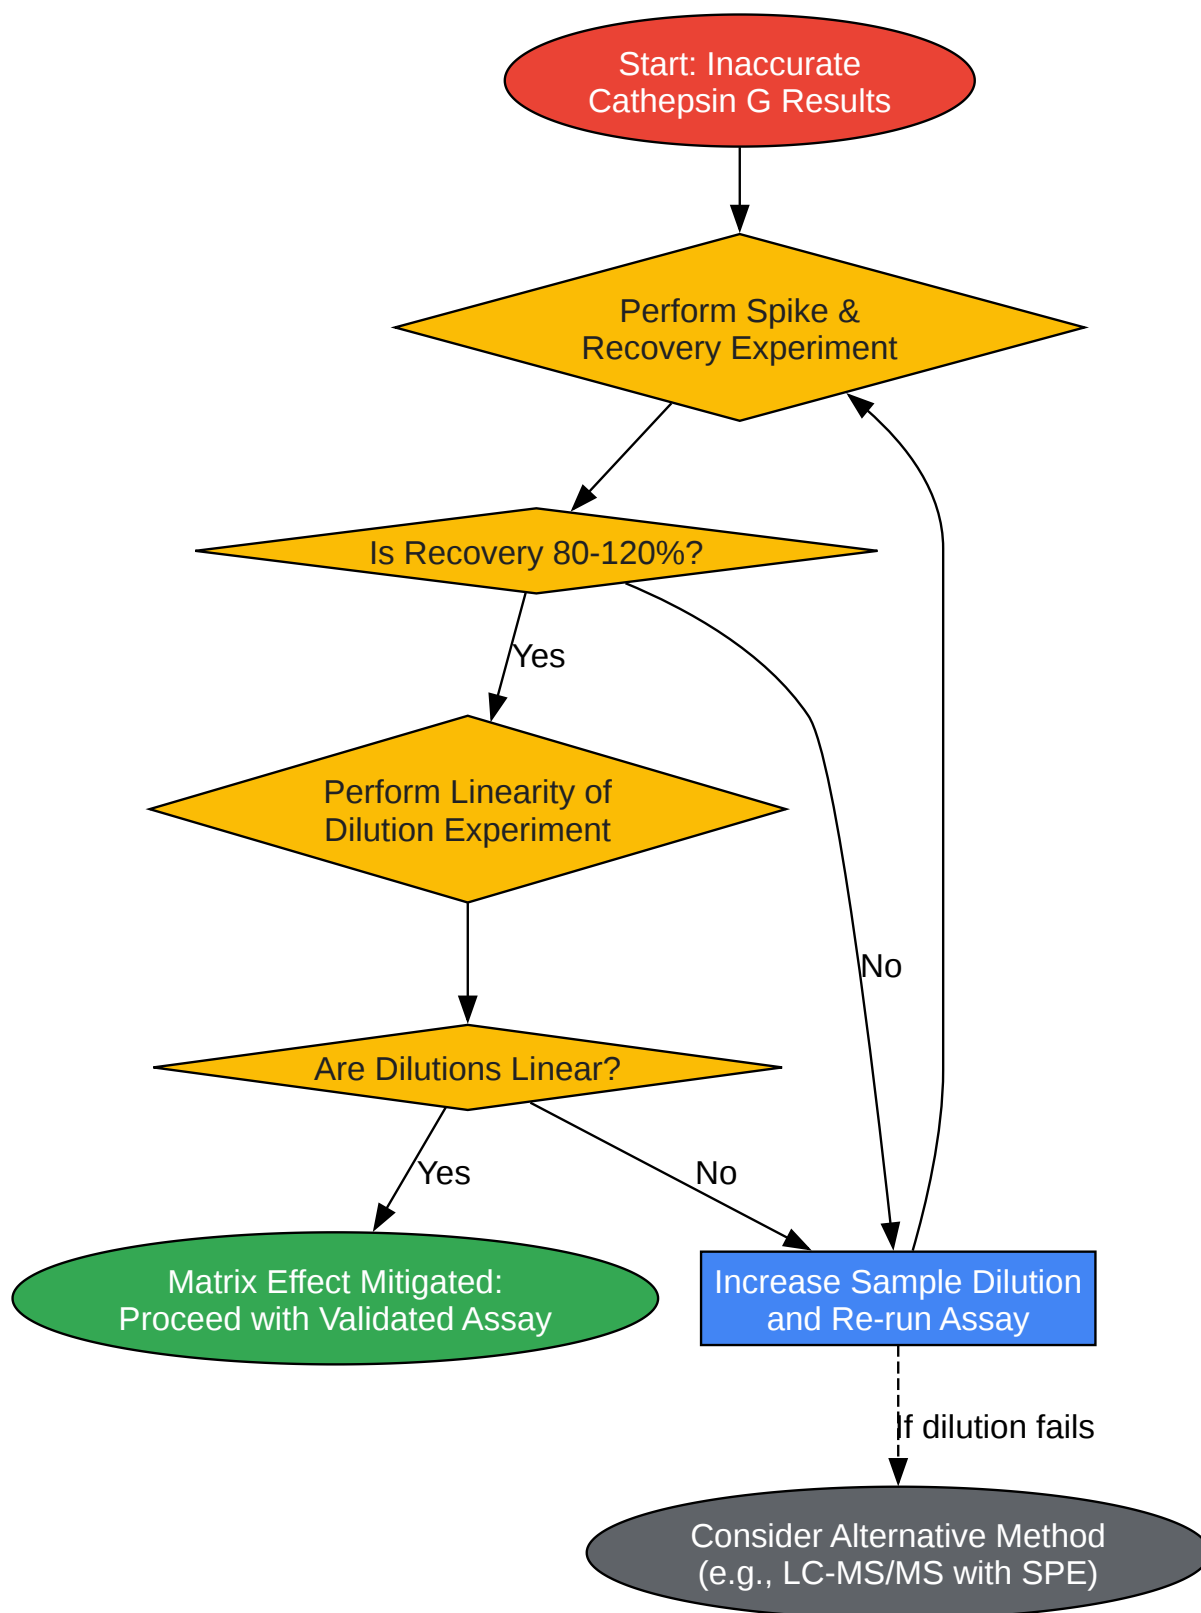 Start: Inaccurate
Cathepsin G Results
Perform Spike &
Recovery Experiment
Is Recovery 80-120%?
Yes
Perform Linearity of
Dilution Experiment
No
Are Dilutions Linear?
Yes
No
Matrix Effect Mitigated:
Proceed with Validated Assay
Increase Sample Dilution
and Re-run Assay
If dilution fails
Consider Alternative Method
(e.g., LC-MS/MS with SPE)